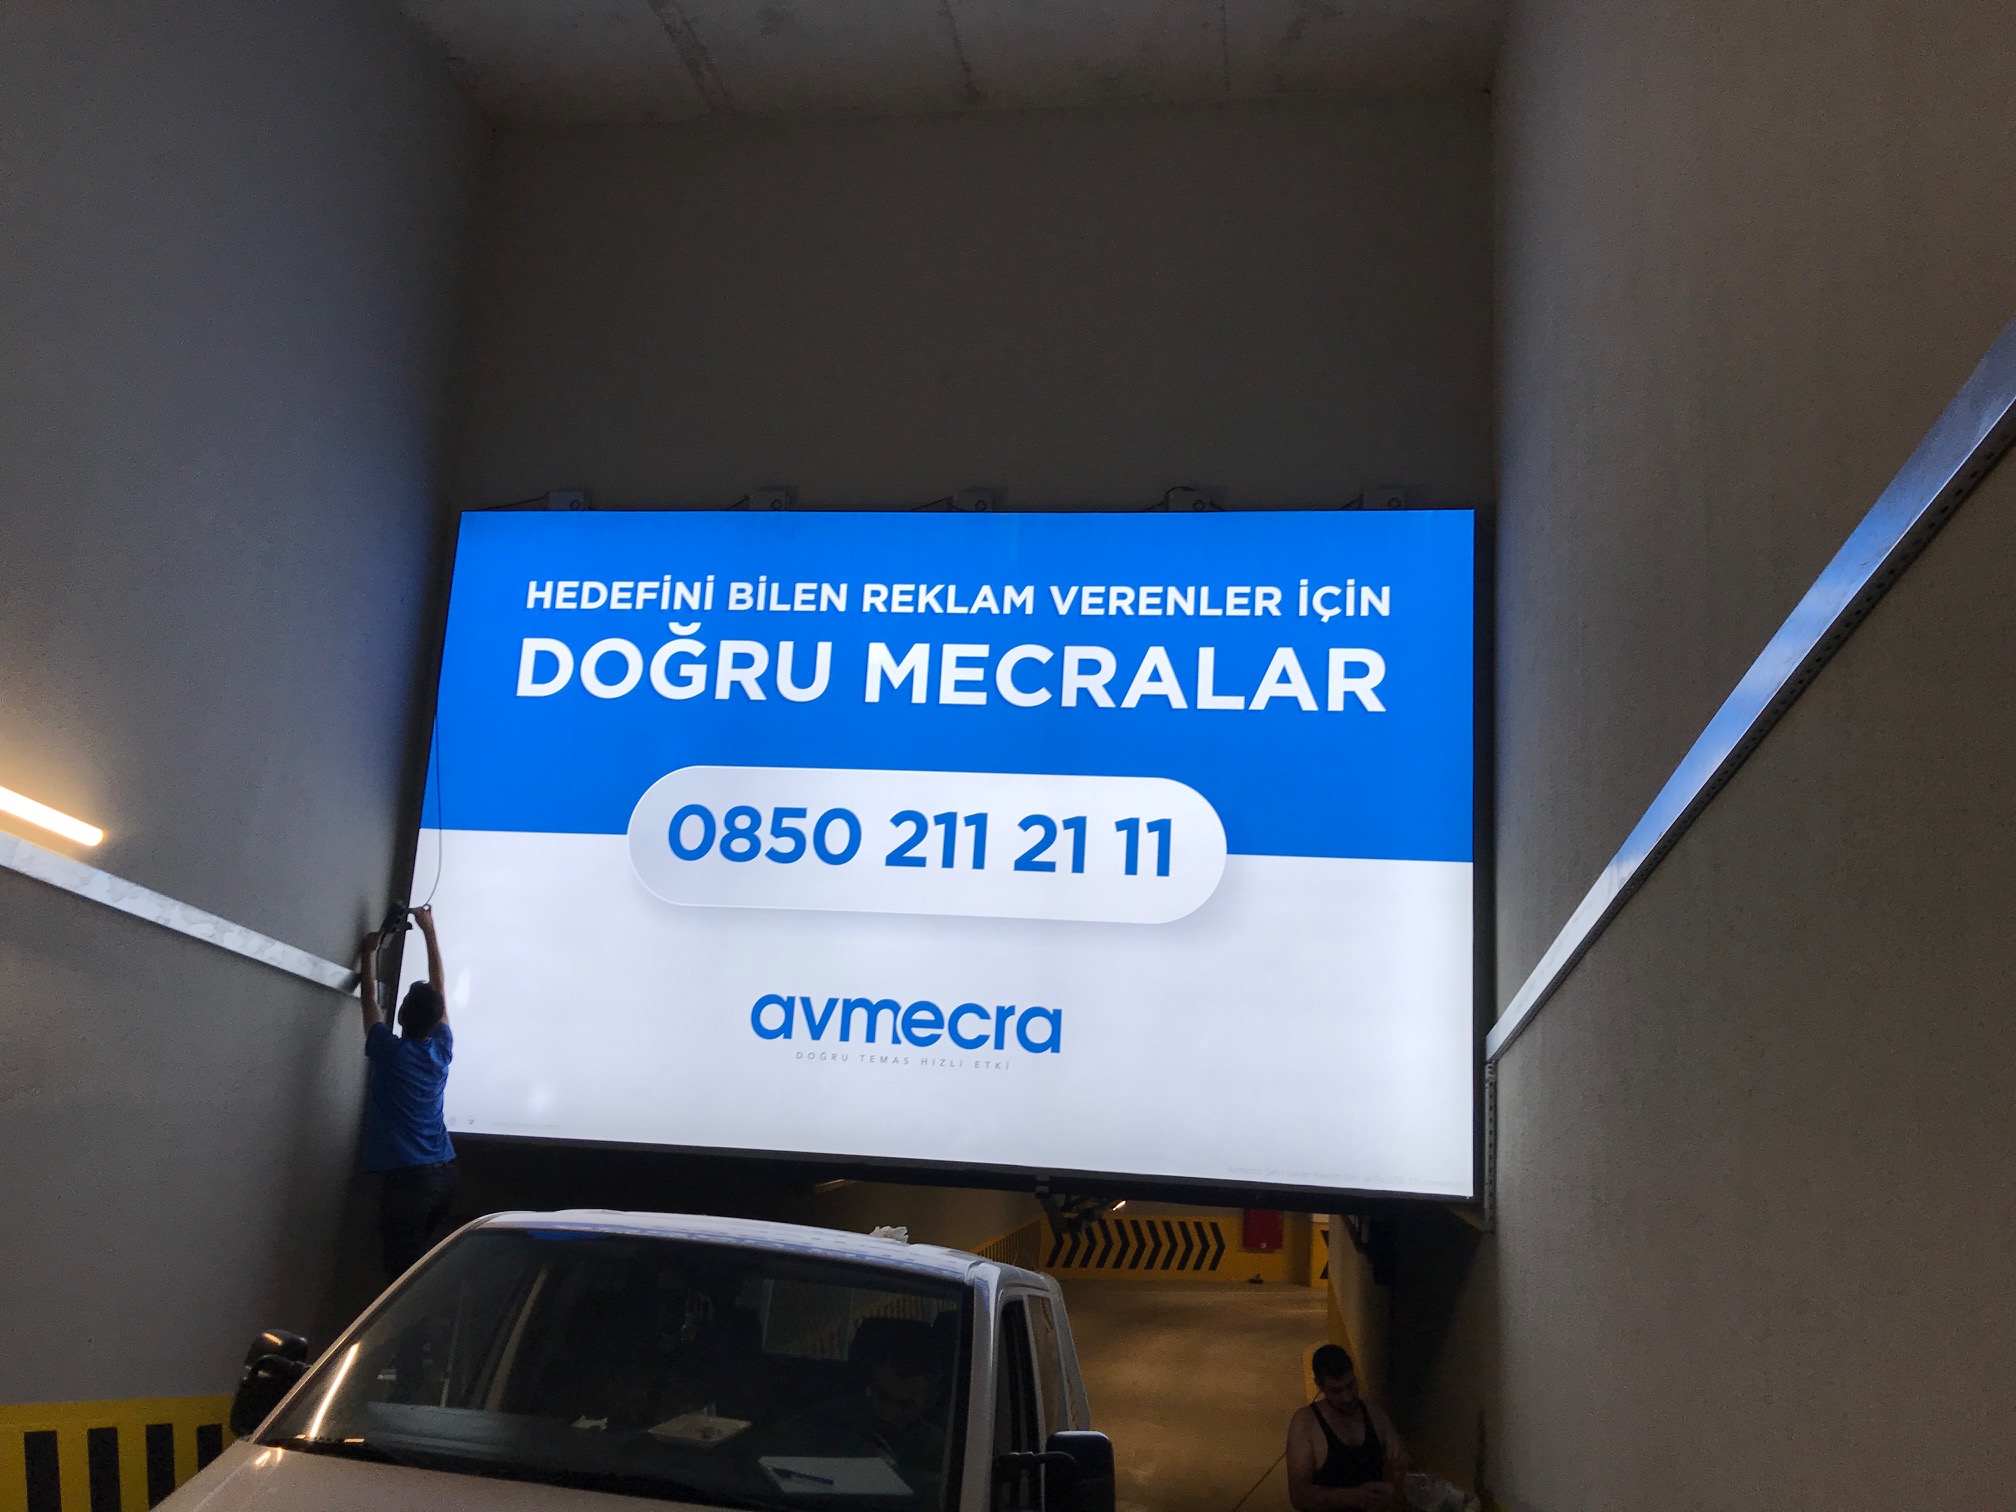 HEDEFİNİ BİLEN REKLAM VERENLER İÇİN
DOĞRU MECRALAR
0850 211 21 11
avmecra
DOĞRU TEMAS HIZLI ETKİ